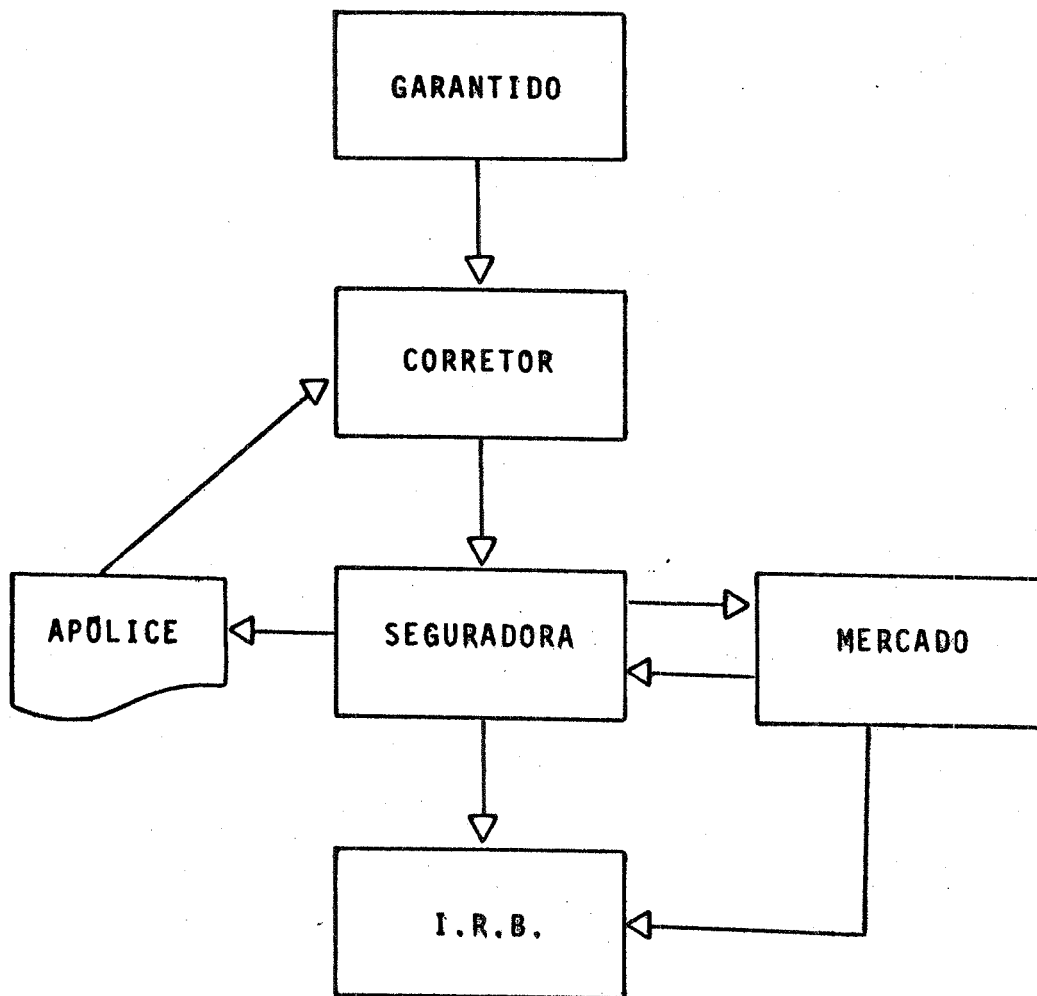 GARANTIDO
CORRETOR
APÓLICE
SEGURADORA
MERCADO
I.R.B.